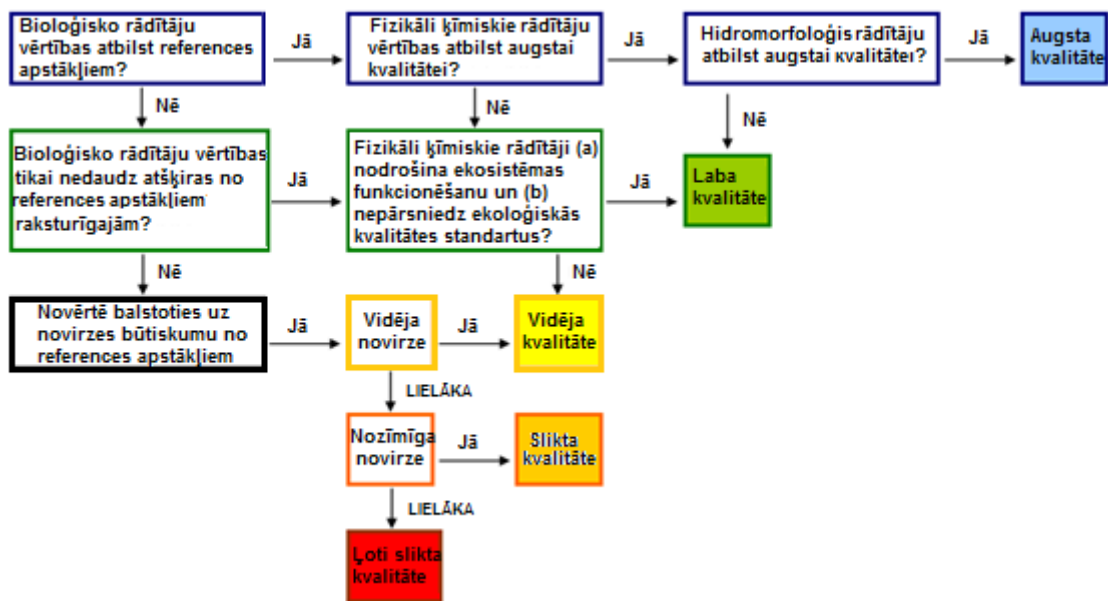 Bioloģisko rādītāju
vērtības atbilst references
apstākļiem?
Jā
Fizikāli ķīmiskie rādītāju
vērtības atbilst augstai
kvalitātei?
Jā
Hidromorfoloģis rādītāju
atbilst augstai kvalitātei?
Jā
Augsta
kvalitāte
Nē
Nē
Nē
Bioloģisko rādītāju vērtības
tikai nedaudz atšķiras no
references apstākļiem
raksturīgajām?
Jā
Fizikāli ķīmiskie rādītāji (a)
nodrošina ekosistēmas
funkcionēšanu un (b)
nepārsniedz ekoloģiskās
kvalitātes standartus?
Jā
Laba
kvalitāte
Nē
Nē
Novērtē balstoties uz
novirzes būtiskumu no
references apstākļiem
Jā
Vidēja
novirze
Jā
Vidēja
kvalitāte
LIELĀKA
Nozīmīga
novirze
Jā
Slikta
kvalitāte
LIELĀKA
Ļoti slikta
kvalitāte